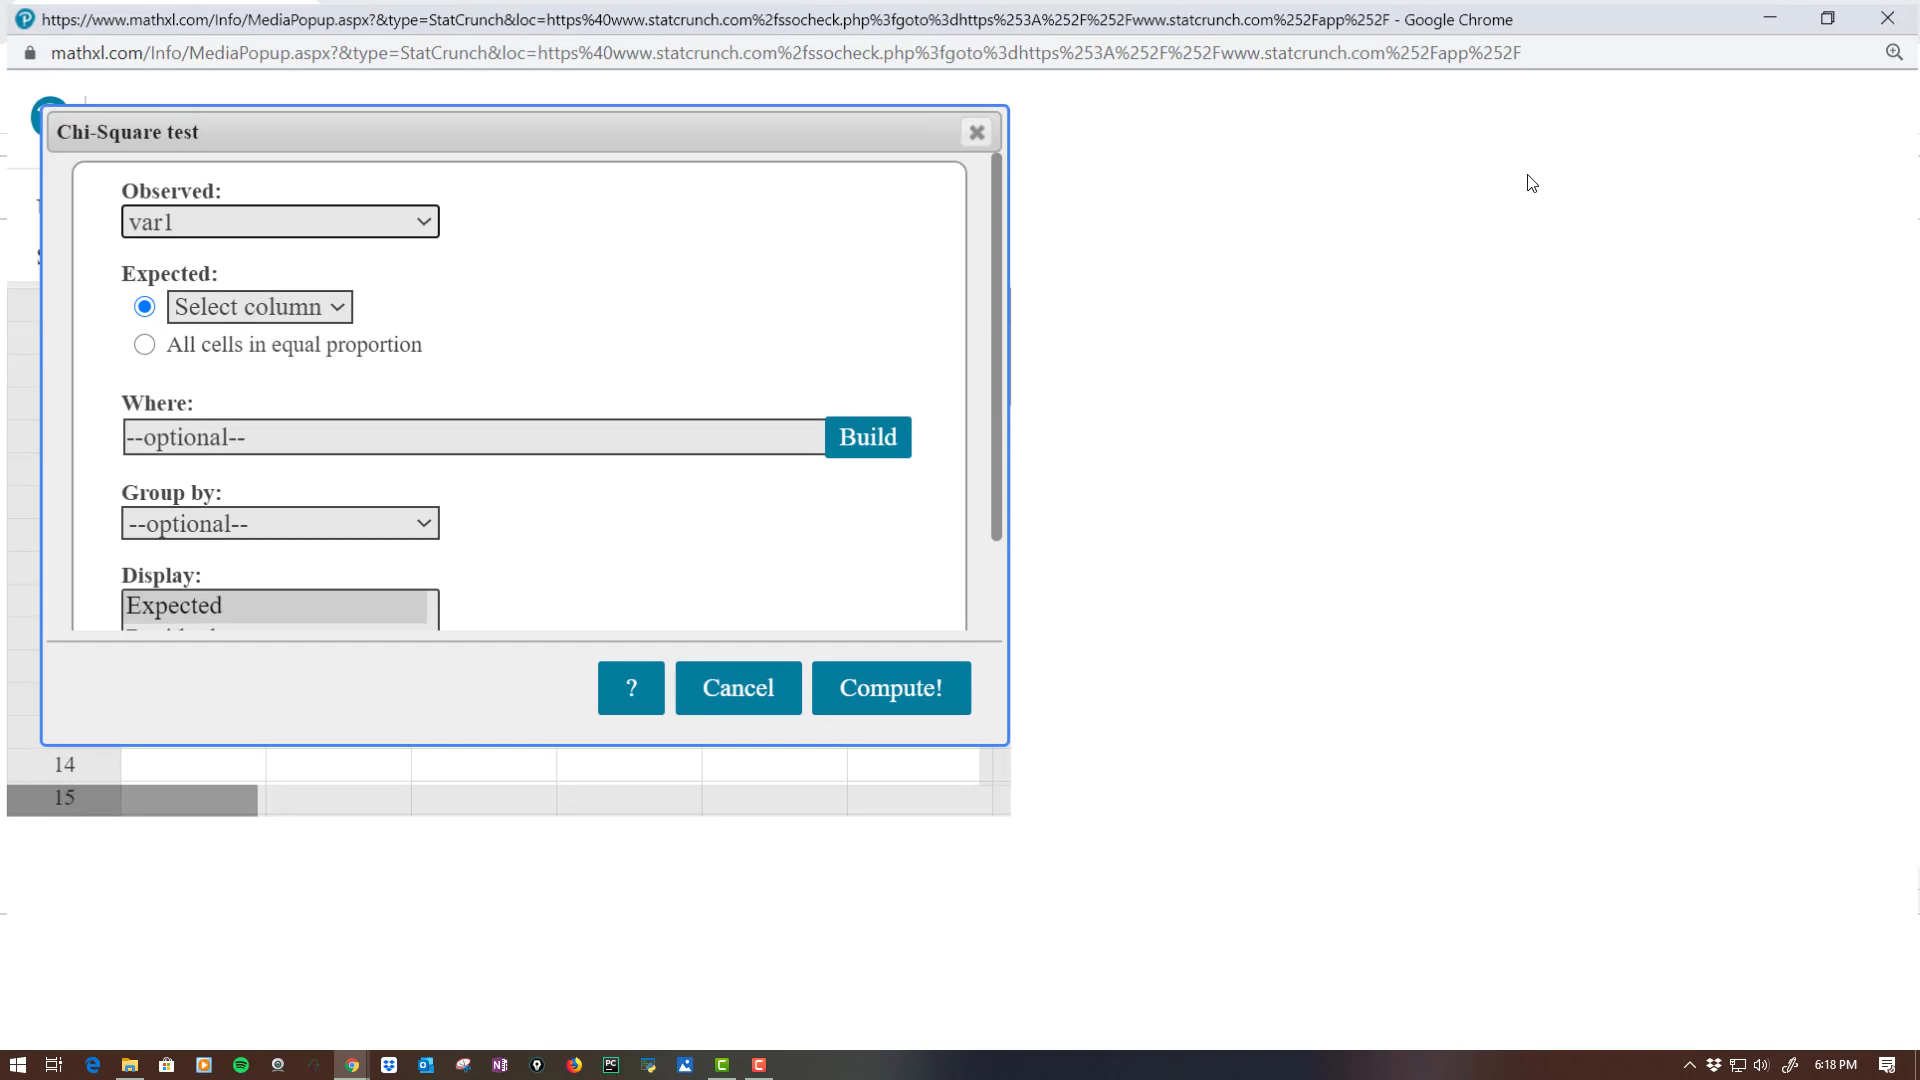 https://www.mathxl.com/Info/MediaPopup.aspx?&type=StatCrunch&loc=https%40www.statcrunch.com%2fssocheck.php%3fgoto%3dhttps%253A%252F%252Fwww.statcrunch.com%252Fapp%252F - Google Chrome
mathxl.com/Info/MediaPopup.aspx?&type=StatCrunch&loc=https%40www.statcrunch.com%2fssocheck.php%3fgoto%3dhttps%253A%252F%252Fwww.statcrunch.com%252Fapp%252F
Chi-Square test
Observed:
var1
Expected:
Select column
All cells in equal proportion
Where:
--optional-- Build
Group by:
--optional--
Display:
Expected
? Cancel Compute!
14
15
6:18 PM